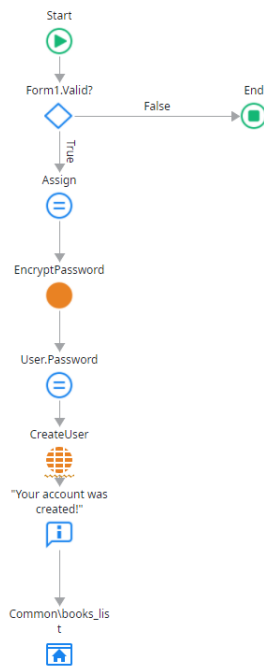 Start
Form1.Valid?
End
False
True
Assign
EncryptPassword
User.Password
CreateUser
"Your account was
created!"
Common\books_lis
t